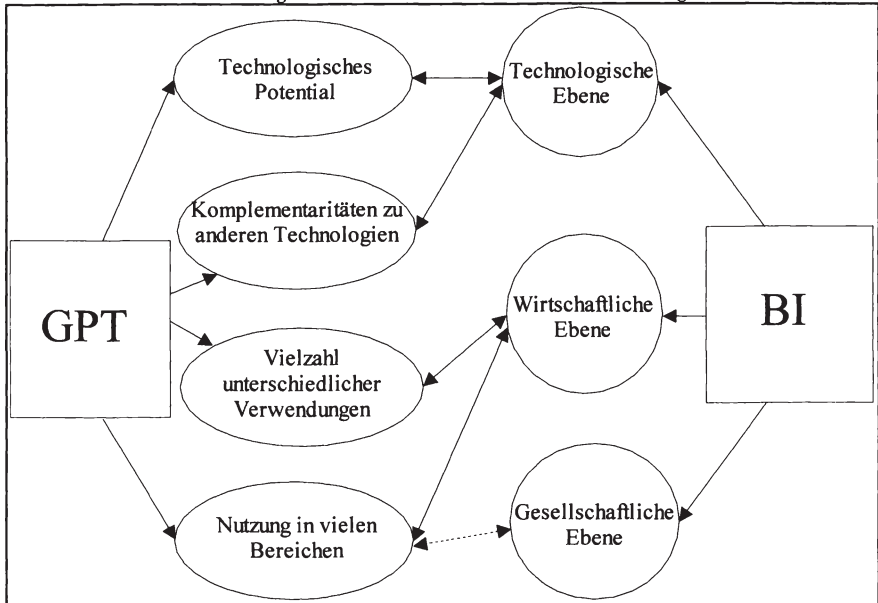 Technologisches
Potential
Technologische
Ebene
Komplementaritäten zu
anderen Technologien
GPT
Wirtschaftliche
Ebene
BI
Vielzahl
unterschiedlicher
Verwendungen
Nutzung in vielen
Bereichen
Gesellschaftliche
Ebene